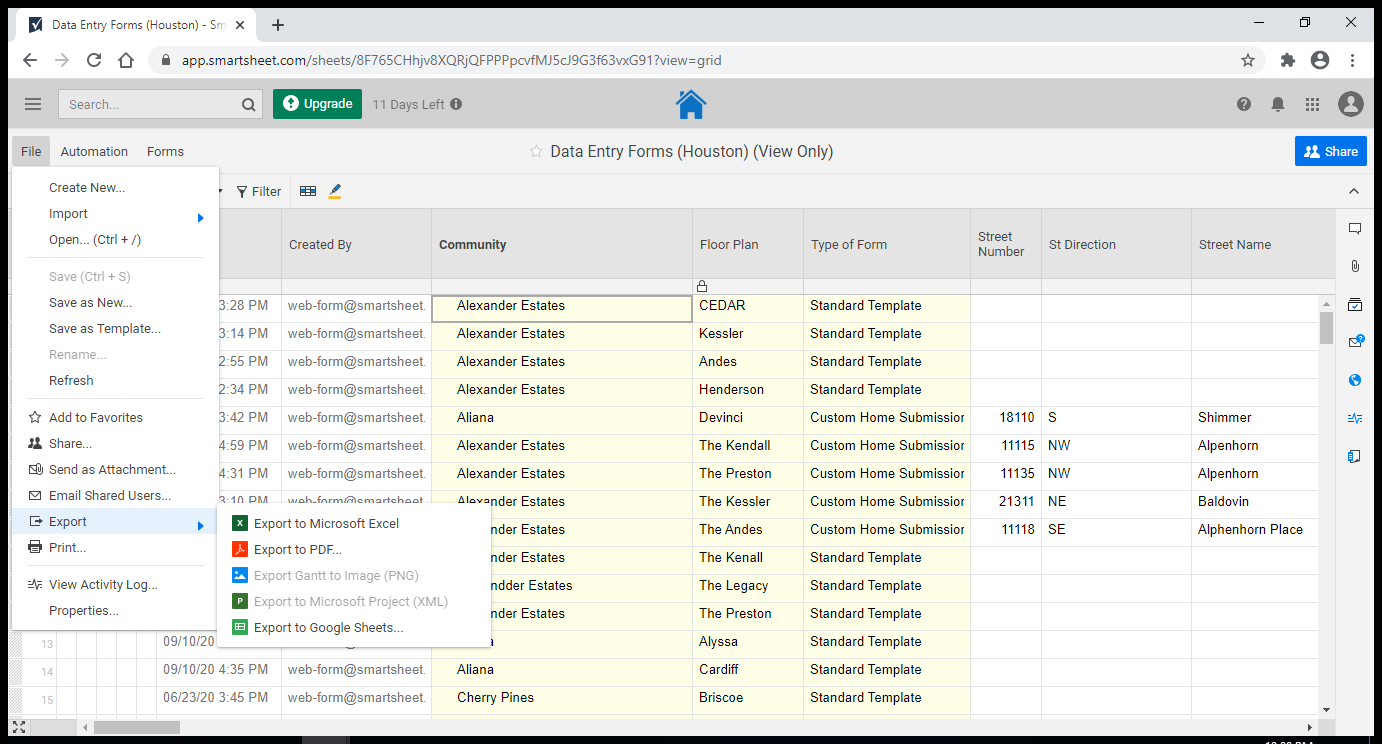 Data Entry Forms (Houston) - Sm
app.smartsheet.com/sheets/8F765CHhjv8XQRjQFPPPpcvfMJ5cJ9G3f63vxG91?view=grid
Search...
Upgrade
11 Days Left
File
Automation
Forms
Data Entry Forms (Houston) (View Only)
Share
Create New...
Import
Open... (Ctrl + /)
Save (Ctrl + S)
Save as New...
Save as Template...
Rename...
Refresh
Add to Favorites
Share...
Send as Attachment...
Email Shared Users...
Export
Print...
View Activity Log...
Properties...
Export to Microsoft Excel
Export to PDF...
Export Gantt to Image (PNG)
Export to Microsoft Project (XML)
Export to Google Sheets...
Filter
Created By Community Floor Plan Type of Form Street Number St Direction Street Name
3:28 PM web-form@smartsheet. Alexander Estates CEDAR Standard Template
3:14 PM web-form@smartsheet. Alexander Estates Kessler Standard Template
2:55 PM web-form@smartsheet. Alexander Estates Andes Standard Template
2:34 PM web-form@smartsheet. Alexander Estates Henderson Standard Template
3:42 PM web-form@smartsheet. Aliana Devinci Custom Home Submission 18110 S Shimmer
4:59 PM web-form@smartsheet. Alexander Estates The Kendall Custom Home Submission 11115 NW Alpenhorn
4:31 PM web-form@smartsheet. Alexander Estates The Preston Custom Home Submission 11135 NW Alpenhorn
3:10 PM web-form@smartsheet. Alexander Estates The Kessler Custom Home Submission 21311 NE Baldovin
The Andes Custom Home Submission 11118 SE Alphenhorn Place
The Kenall Standard Template
ndder Estates The Legacy Standard Template
nder Estates The Preston Standard Template
13 09/10/20 Alyssa Standard Template
14 09/10/20 4:35 PM web-form@smartsheet. Aliana Cardiff Standard Template
15 06/23/20 3:45 PM web-form@smartsheet. Cherry Pines Briscoe Standard Template